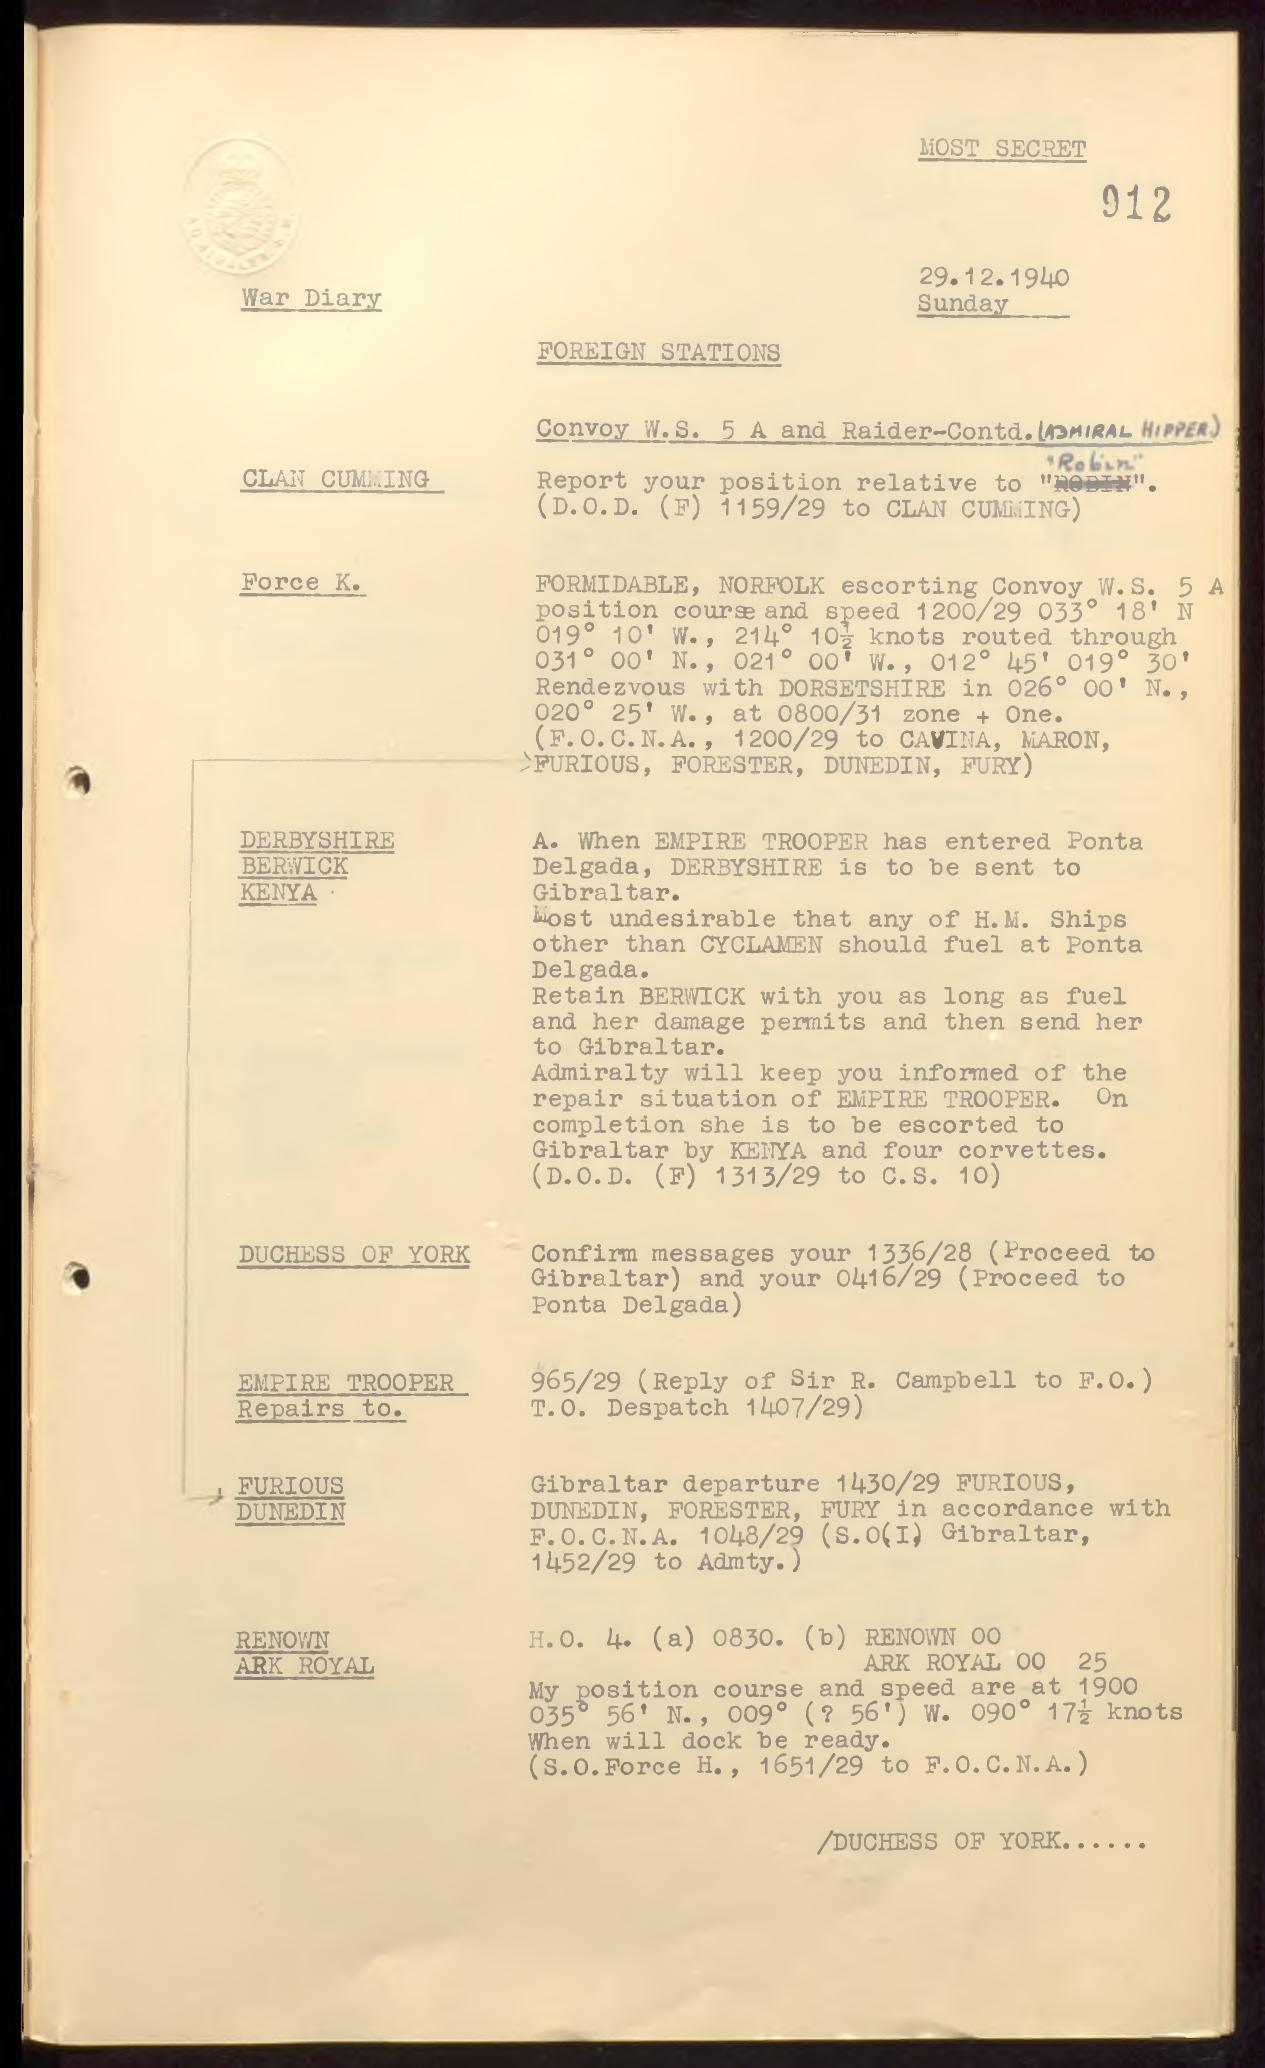 MOST SECRET
912
29.12.1940
War Diary
Sunday
FOREIGN STATIONS
Convoy W.S. 5 A and Raider-Contd. (ADMIRAL HIPPER)
"Robin"
CLAN CUMMING
Report your position relative to "ROBIN".
(D.O.D. (F) 1159/29 to CLAN CUMMING)
Force K.
FORMIDABLE, NORFOLK escorting Convoy W.S. 5 A
position course and speed 1200/29 033° 18' N
019° 10' W., 214° 10½ knots routed through
031° 00' N., 021° 00' W., 012° 45' 019° 30'
Rendezvous with DORSETSHIRE in 026° 00' N.,
020° 25' W., at 0800/31 zone + One.
(F.O.C.N.A., 1200/29 to CAVINA, MARON,
FURIOUS, FORESTER, DUNEDIN, FURY)
DERBYSHIRE
BERWICK
KENYA
A. When EMPIRE TROOPER has entered Ponta
Delgada, DERBYSHIRE is to be sent to
Gibraltar.
Most undesirable that any of H.M. Ships
other than CYCLAMEN should fuel at Ponta
Delgada.
Retain BERWICK with you as long as fuel
and her damage permits and then send her
to Gibraltar.
Admiralty will keep you informed of the
repair situation of EMPIRE TROOPER. On
completion she is to be escorted to
Gibraltar by KENYA and four corvettes.
(D.O.D. (F) 1313/29 to C.S. 10)
DUCHESS OF YORK
Confirm messages your 1336/28 (Proceed to
Gibraltar) and your 0416/29 (Proceed to
Ponta Delgada)
EMPIRE TROOPER
Repairs to.
965/29 (Reply of Sir R. Campbell to F.O.)
T.O. Despatch 1407/29)
FURIOUS
DUNEDIN
Gibraltar departure 1430/29 FURIOUS,
DUNEDIN, FORESTER, FURY in accordance with
F.O.C.N.A. 1048/29 (S.O(I) Gibraltar,
1452/29 to Admty.)
RENOWN
ARK ROYAL
H.O. 4. (a) 0830. (b) RENOWN 00
ARK ROYAL 00 25
My position course and speed are at 1900
035° 56' N., 009° (? 56') W. 090° 17½ knots
When will dock be ready.
(S.O.Force H., 1651/29 to F.O.C.N.A.)
/DUCHESS OF YORK......